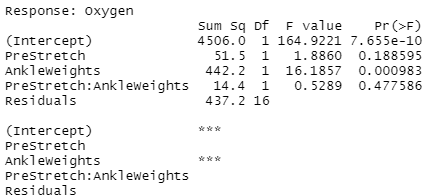 Response: Oxygen
Sum Sq Df F value Pr(>F)
(Intercept) 4506.0 1 164.9221 7.655e-10
PreStretch 51.5 1 1.8860 0.188595
AnkleWeights 442.2 1 16.1857 0.000983
PreStretch:AnkleWeights 14.4 1 0.5289 0.477586
Residuals 437.2 16
(Intercept) ***
PreStretch
AnkleWeights ***
PreStretch:AnkleWeights
Residuals